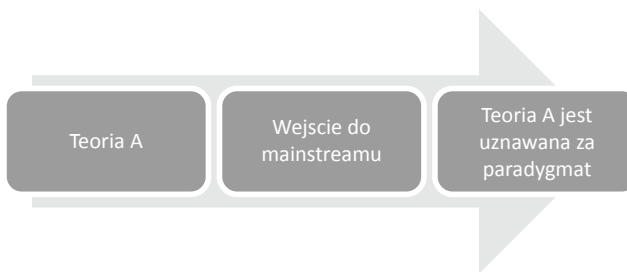 Teoria A
Wejscie do
mainstreamu
Teoria A jest
uznawana za
paradygmat